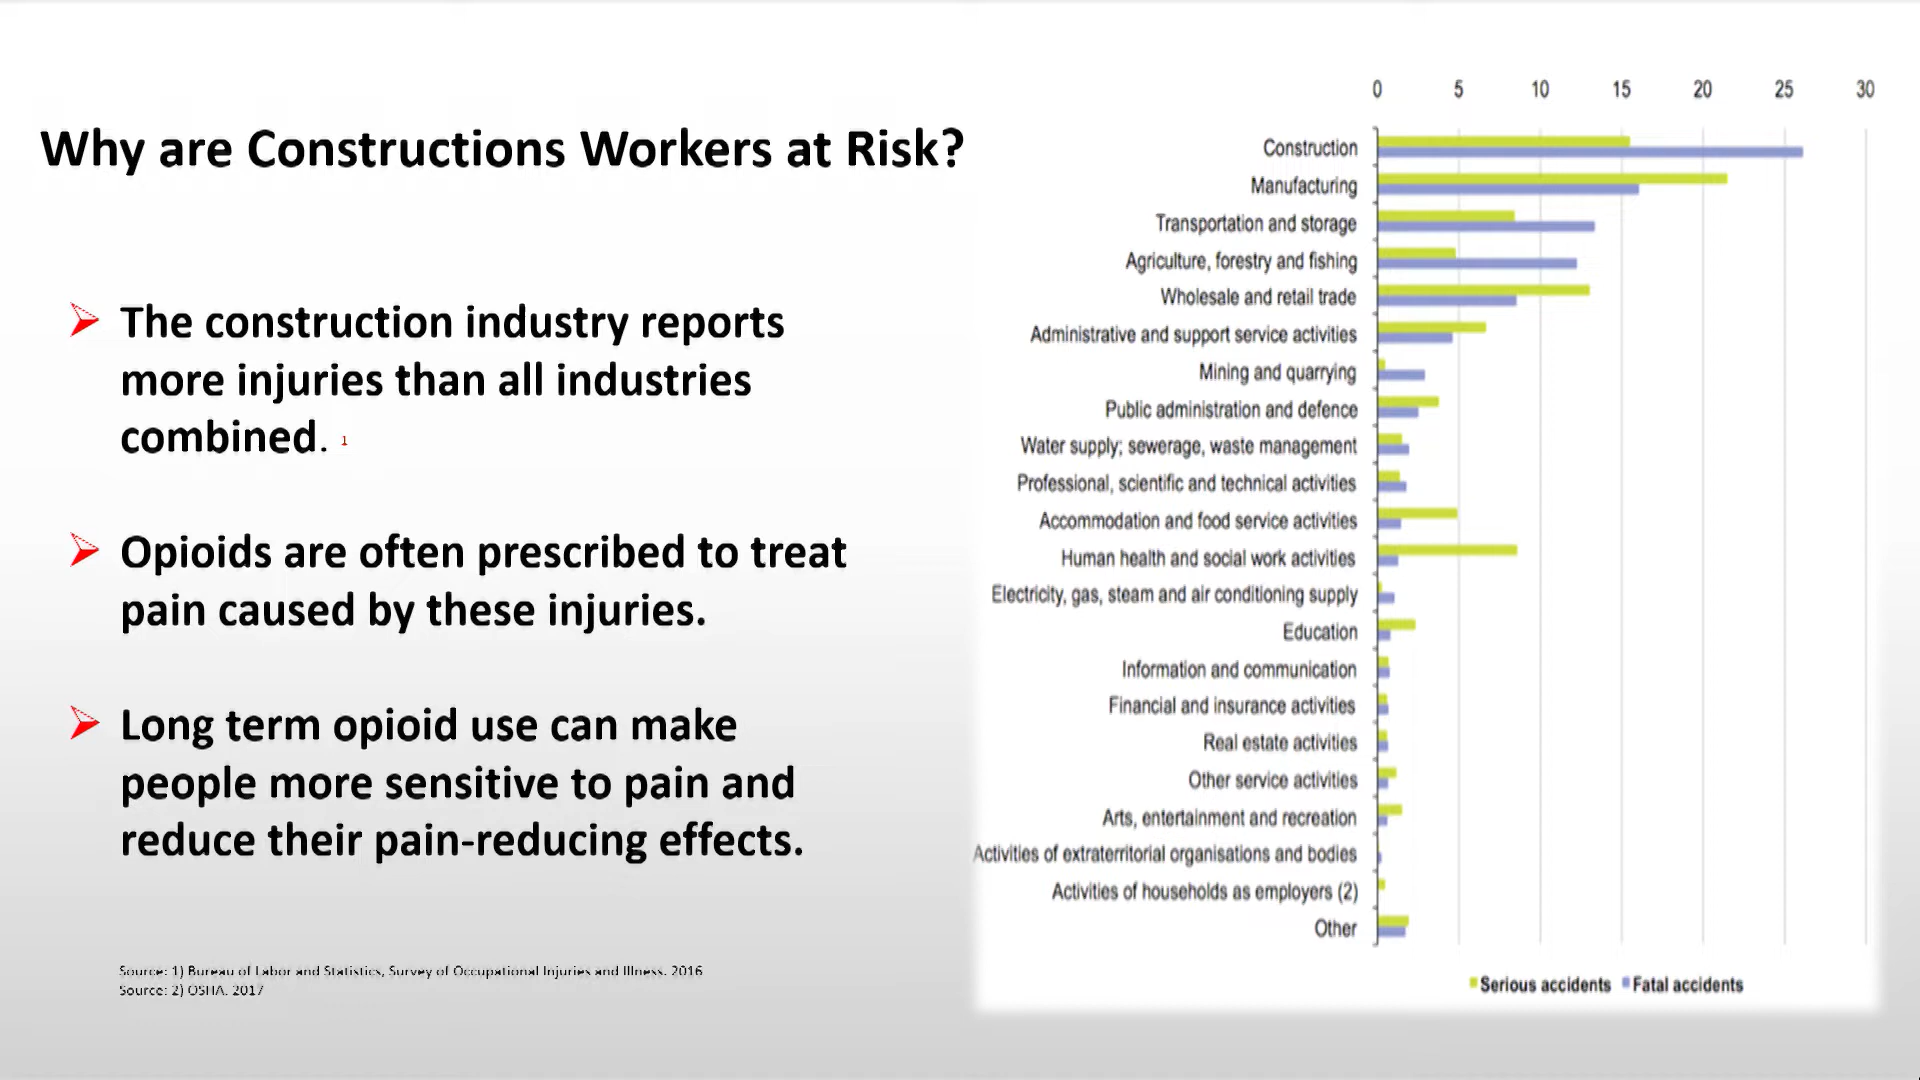 Why are Constructions Workers at Risk?
The construction industry reports
more injuries than all industries
combined. 1
Opioids are often prescribed to treat
pain caused by these injuries.
Long term opioid use can make
people more sensitive to pain and
reduce their pain-reducing effects.
Source: 1) Bureau of Labor and Statistics, Survey of Occupational Injuries and Illness. 2016
Source: 2) OSHA. 2017
0 5 10 15 20 25 30
Construction
Manufacturing
Transportation and storage
Agriculture, forestry and fishing
Wholesale and retail trade
Administrative and support service activities
Mining and quarrying
Public administration and defence
Water supply; sewerage, waste management
Professional, scientific and technical activities
Accommodation and food service activities
Human health and social work activities
Electricity, gas, steam and air conditioning supply
Education
Information and communication
Financial and insurance activities
Real estate activities
Other service activities
Arts, entertainment and recreation
Activities of extraterritorial organisations and bodies
Activities of households as employers (2)
Other
Serious accidents Fatal accidents